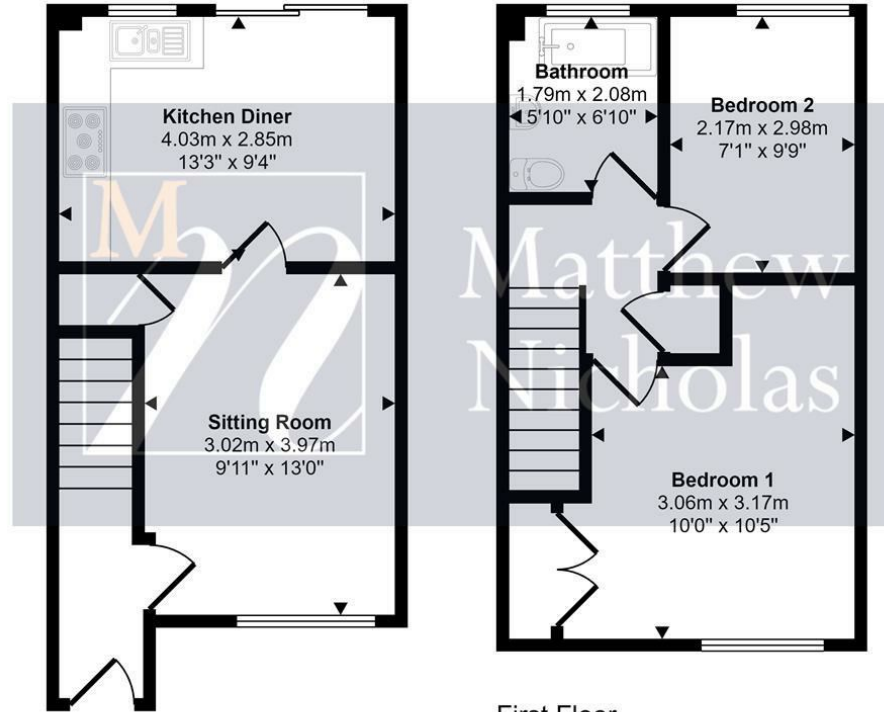 Kitchen Diner
4.03m x 2.85m
13'3" x 9'4"
Sitting Room
3.02m x 3.97m
9'11" x 13'0"
Bathroom
1.79m x 2.08m
5'10" x 6'10"
Bedroom 2
2.17m x 2.98m
7'1" x 9'9"
Bedroom 1
3.06m x 3.17m
10'0" x 10'5"
M
n
Matthew
Nicholas
First Floor